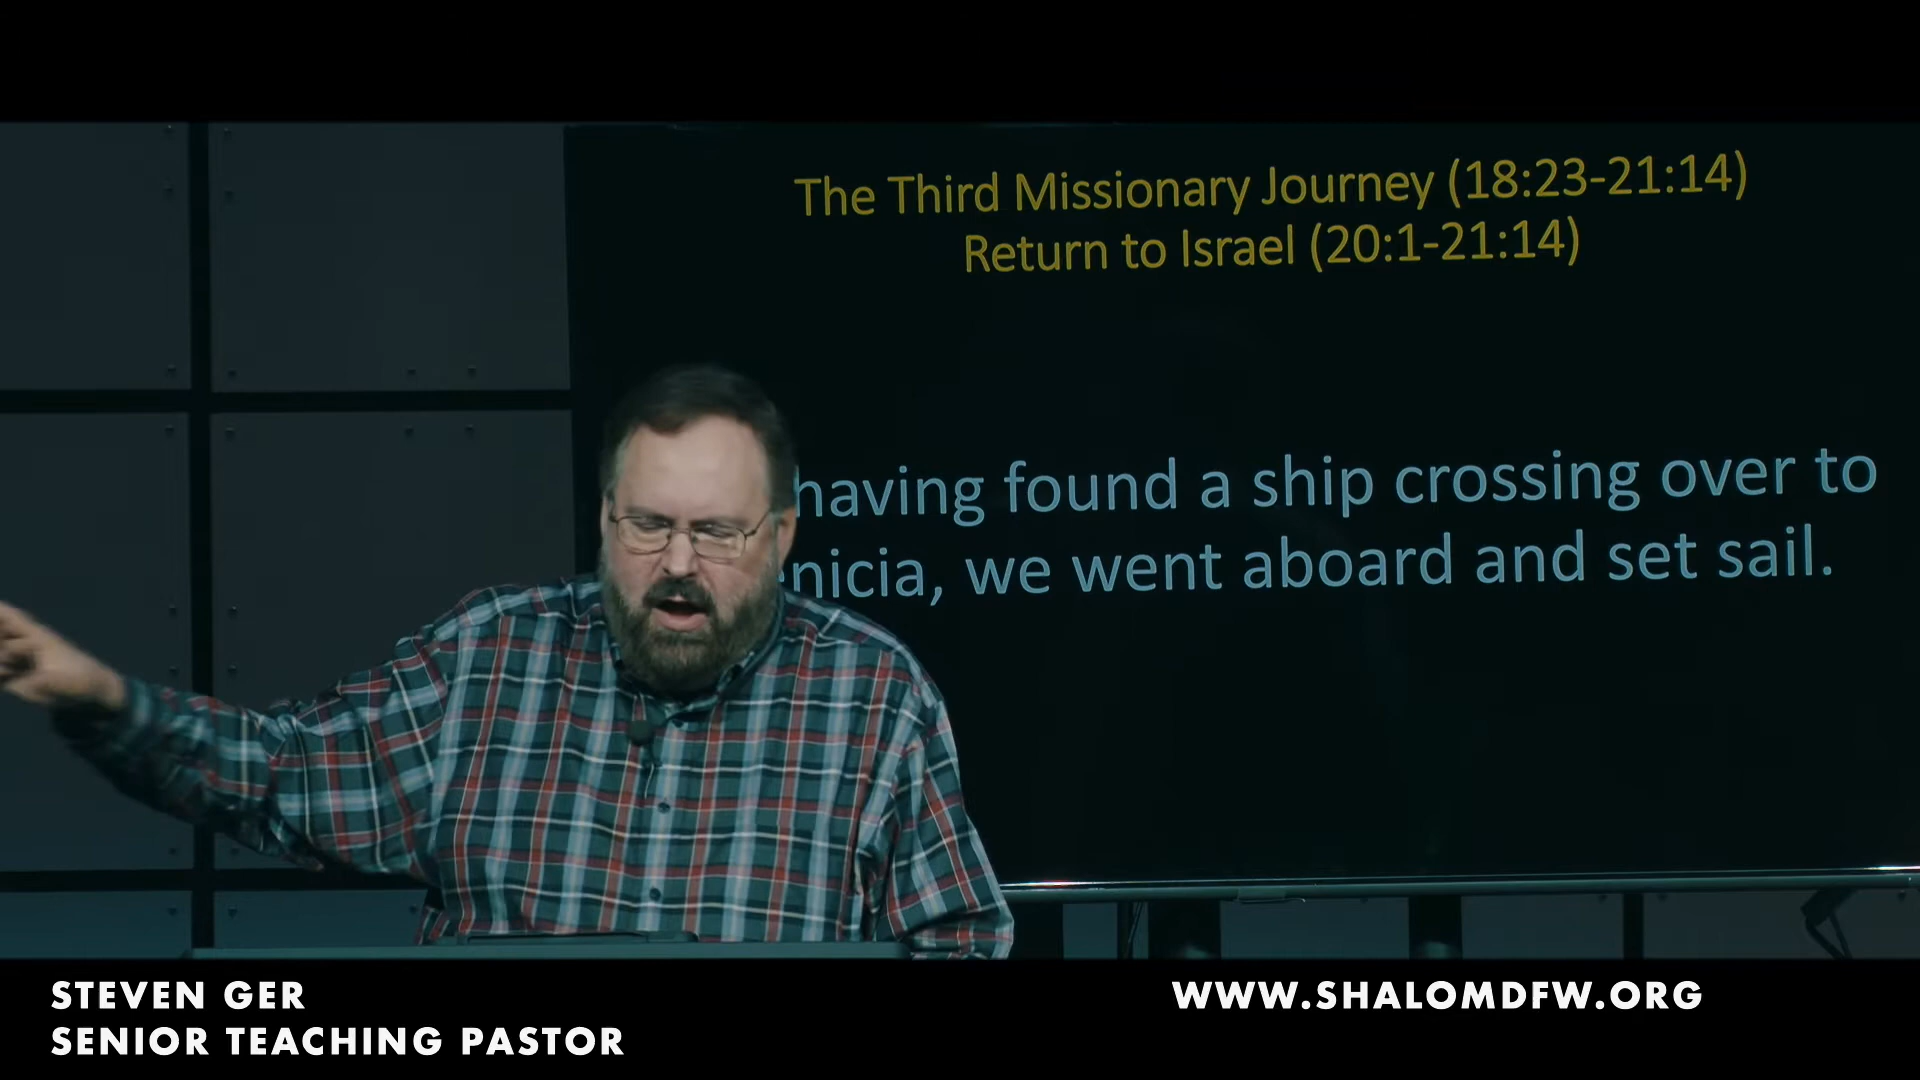 The Third Missionary Journey (18:23-21:14)
Return to Israel (20:1-21:14)
having found a ship crossing over to
nicia, we went aboard and set sail.
STEVEN GER
SENIOR TEACHING PASTOR
WWW.SHALOMDFW.ORG